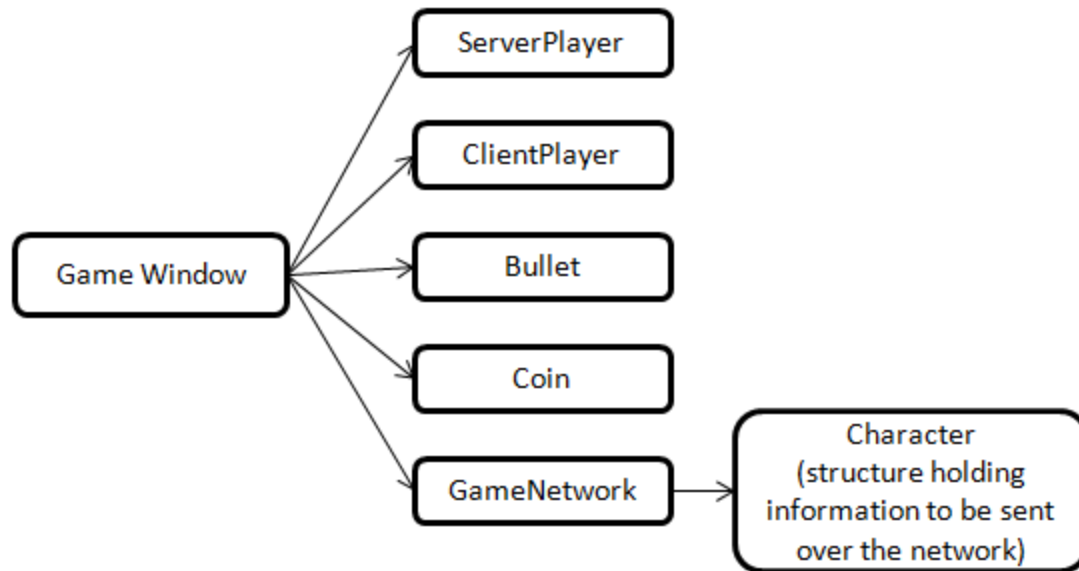 ServerPlayer
ClientPlayer
Game Window
Bullet
Coin
GameNetwork
Character
(structure holding
information to be sent
over the network)